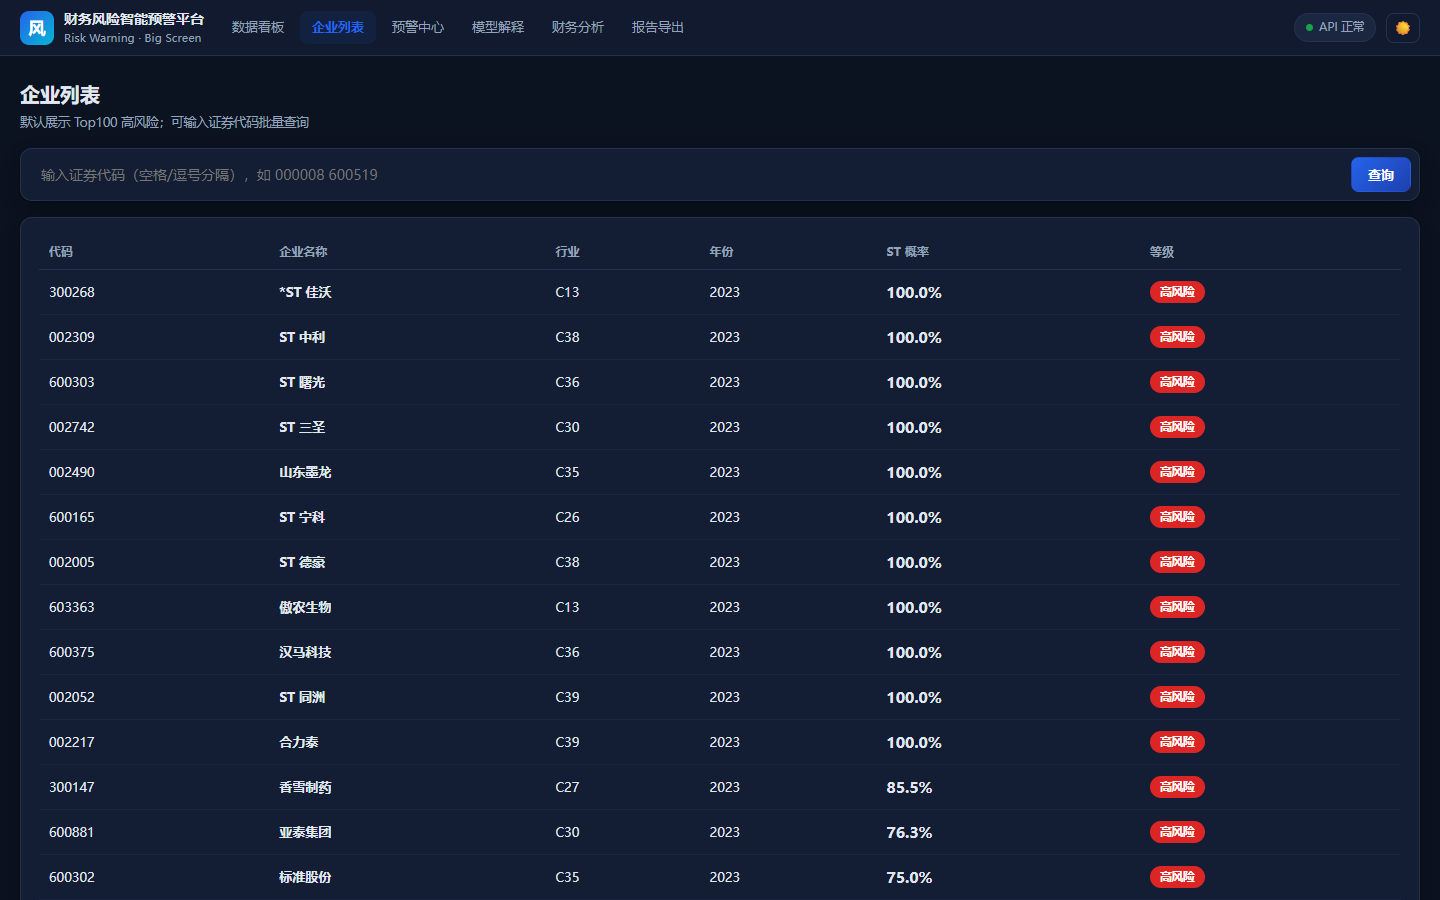 风
财务风险智能预警平台
Risk Warning · Big Screen
数据看板 企业列表 预警中心 模型解释 财务分析 报告导出
API 正常
企业列表
默认展示 Top100 高风险；可输入证券代码批量查询
输入证券代码（空格/逗号分隔），如 000008 600519
查询
代码 企业名称 行业 年份 ST 概率 等级
300268 *ST 佳沃 C13 2023 100.0% 高风险
002309 ST 中利 C38 2023 100.0% 高风险
600303 ST 曙光 C36 2023 100.0% 高风险
002742 ST 三圣 C30 2023 100.0% 高风险
002490 山东墨龙 C35 2023 100.0% 高风险
600165 ST 宁科 C26 2023 100.0% 高风险
002005 ST 德豪 C38 2023 100.0% 高风险
603363 傲农生物 C13 2023 100.0% 高风险
600375 汉马科技 C36 2023 100.0% 高风险
002052 ST 同洲 C39 2023 100.0% 高风险
002217 合力泰 C39 2023 100.0% 高风险
300147 香雪制药 C27 2023 85.5% 高风险
600881 亚泰集团 C30 2023 76.3% 高风险
600302 标准股份 C35 2023 75.0% 高风险